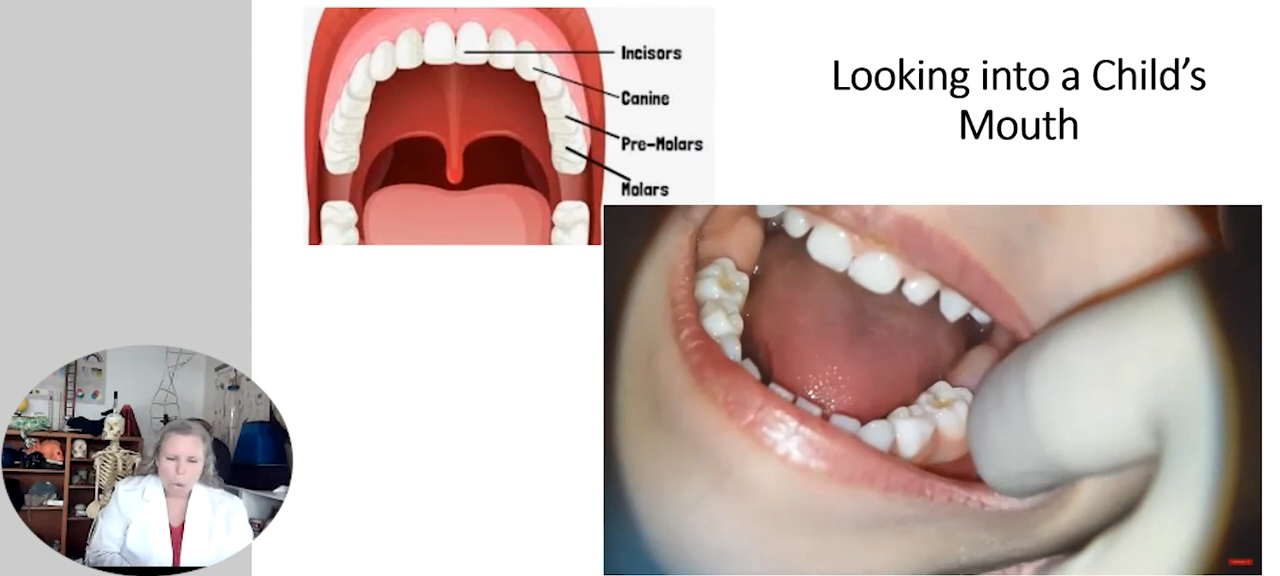 Looking into a Child's
Mouth
Incisors
Canine
Pre-Molars
Molars